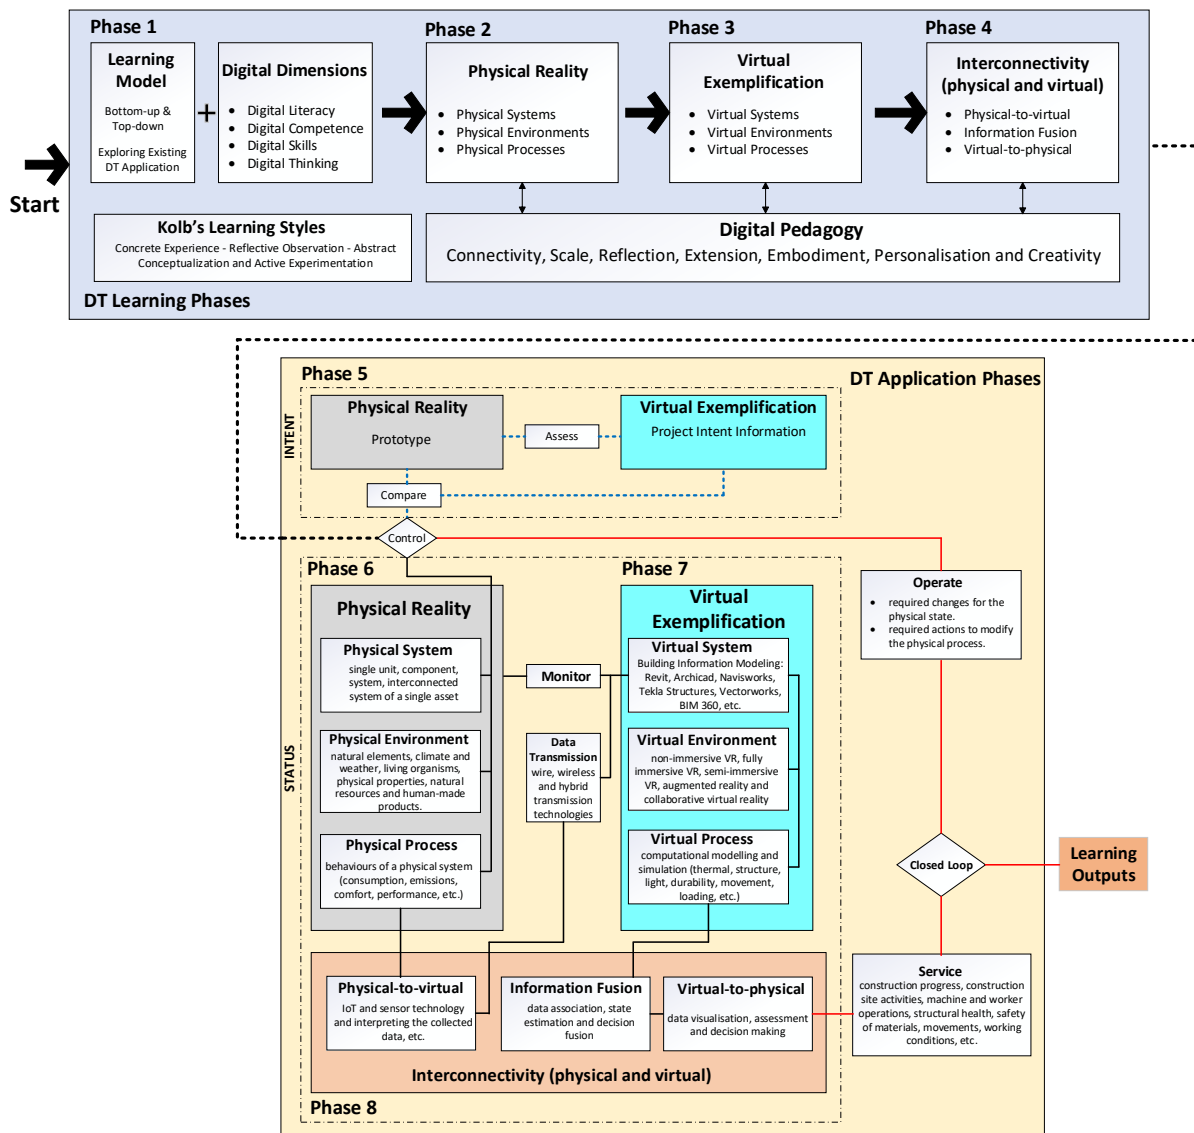 Phase 1
Learning
Model
Bottom-up &
Top-down
Exploring Existing
DT Application
+
Digital Dimensions
• Digital Literacy
• Digital Competence
• Digital Skills
• Digital Thinking
Phase 2
Physical Reality
• Physical Systems
• Physical Environments
• Physical Processes
Phase 3
Virtual
Exemplification
• Virtual Systems
• Virtual Environments
• Virtual Processes
Phase 4
Interconnectivity
(physical and virtual)
• Physical-to-virtual
• Information Fusion
• Virtual-to-physical
Start
Kolb's Learning Styles
Concrete Experience - Reflective Observation - Abstract
Conceptualization and Active Experimentation
Digital Pedagogy
Connectivity, Scale, Reflection, Extension, Embodiment, Personalisation and Creativity
DT Learning Phases
Phase 5
DT Application Phases
INTENT
Physical Reality
Prototype
Assess
Virtual Exemplification
Project Intent Information
Compare
Control
STATUS
Phase 6
Physical Reality
Physical System
single unit, component,
system, interconnected
system of a single asset
Physical Environment
natural elements, climate and
weather, living organisms,
physical properties, natural
resources and human-made
products.
Physical Process
behaviours of a physical system
(consumption, emissions,
comfort, performance, etc.)
Monitor
Data
Transmission
wire, wireless
and hybrid
transmission
technologies
Phase 7
Virtual
Exemplification
Virtual System
Building Information Modeling:
Revit, Archicad, Navisworks,
Tekla Structures, Vectorworks,
BIM 360, etc.
Virtual Environment
non-immersive VR, fully
immersive VR, semi-immersive
VR, augmented reality and
collaborative virtual reality
Virtual Process
computational modelling and
simulation (thermal, structure,
light, durability, movement,
loading, etc.)
Operate
• required changes for the
physical state.
• required actions to modify
the physical process.
Closed Loop
Learning
Outputs
Service
construction progress, construction
site activities, machine and worker
operations, structural health, safety
of materials, movements, working
conditions, etc.
Physical-to-virtual
IoT and sensor technology
and interpreting the collected
data, etc.
Information Fusion
data association, state
estimation and decision
fusion
Virtual-to-physical
data visualisation, assessment
and decision making
Interconnectivity (physical and virtual)
Phase 8